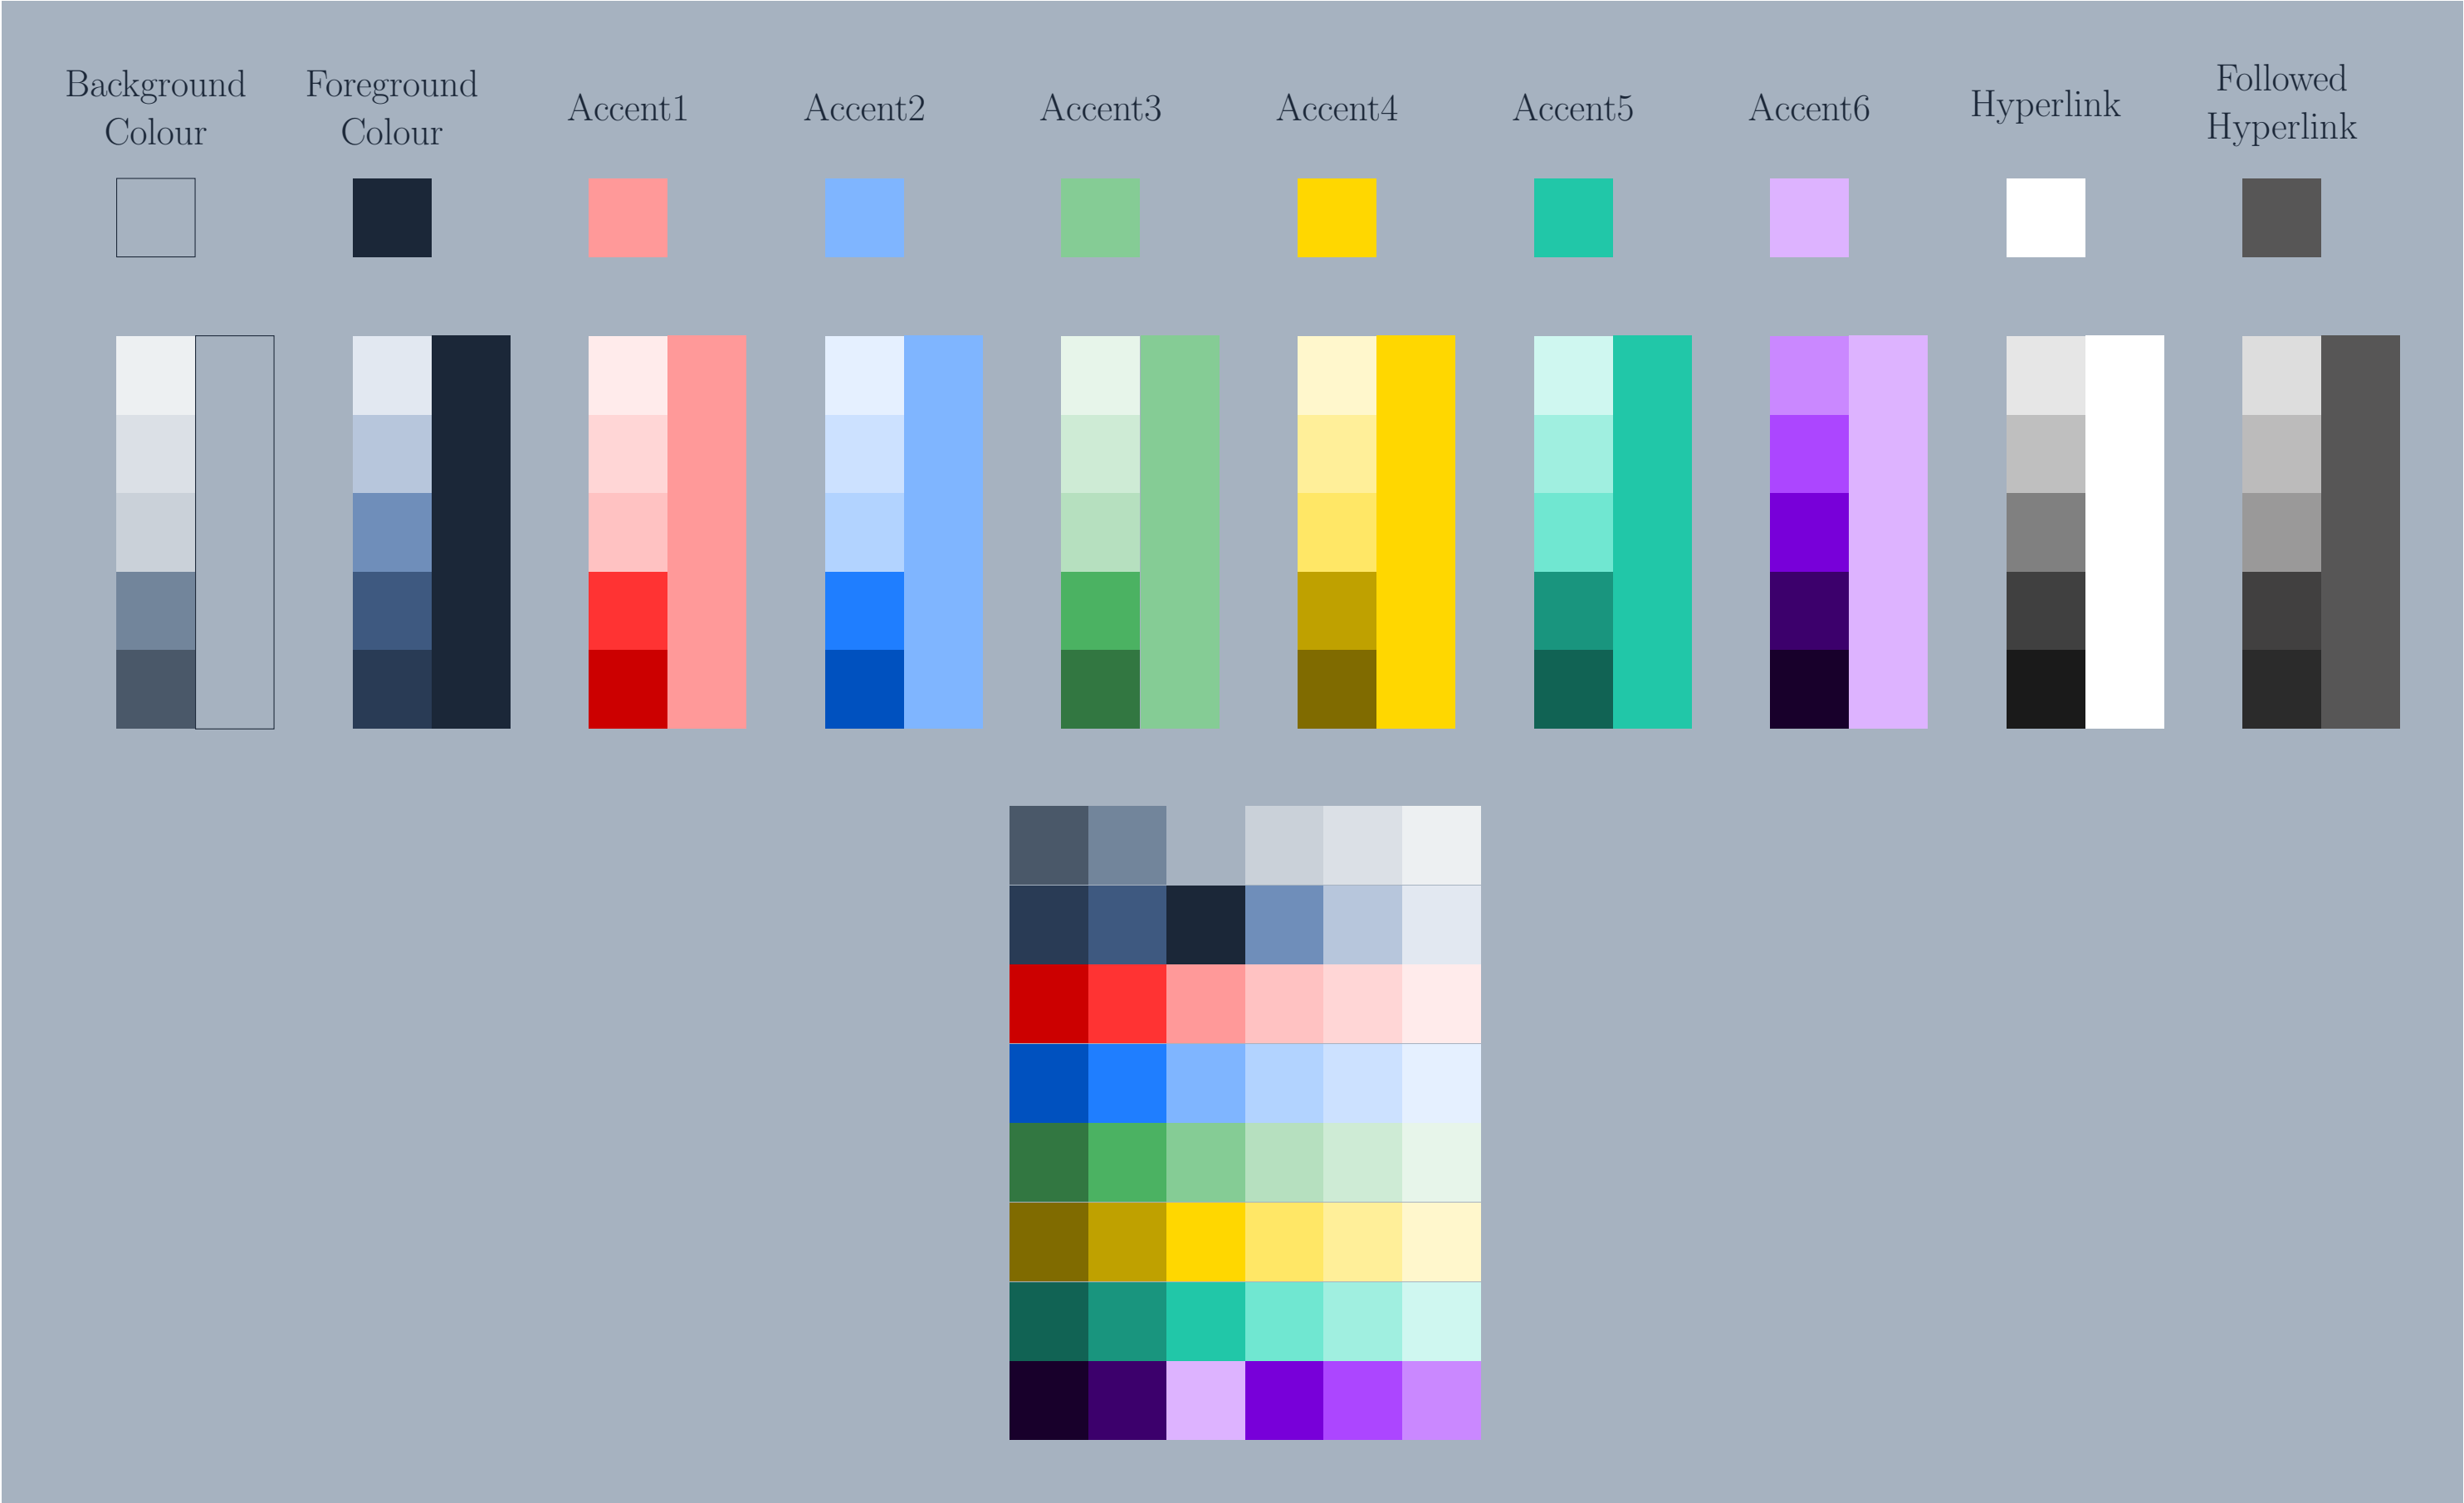 Background
Colour
Foreground
Colour
Accent1
Accent2
Accent3
Accent4
Accent5
Accent6
Hyperlink
Followed
Hyperlink